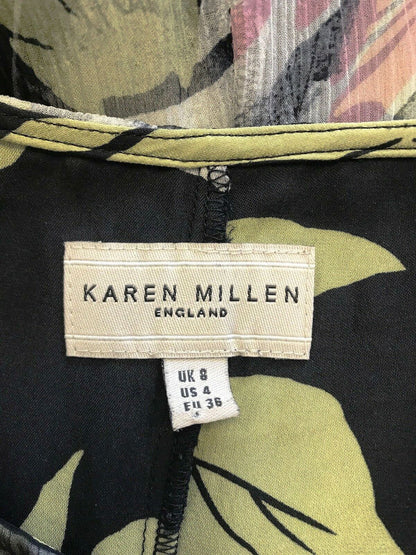 KAREN MILLEN
ENGLAND
UK 8
US 4
EU 36